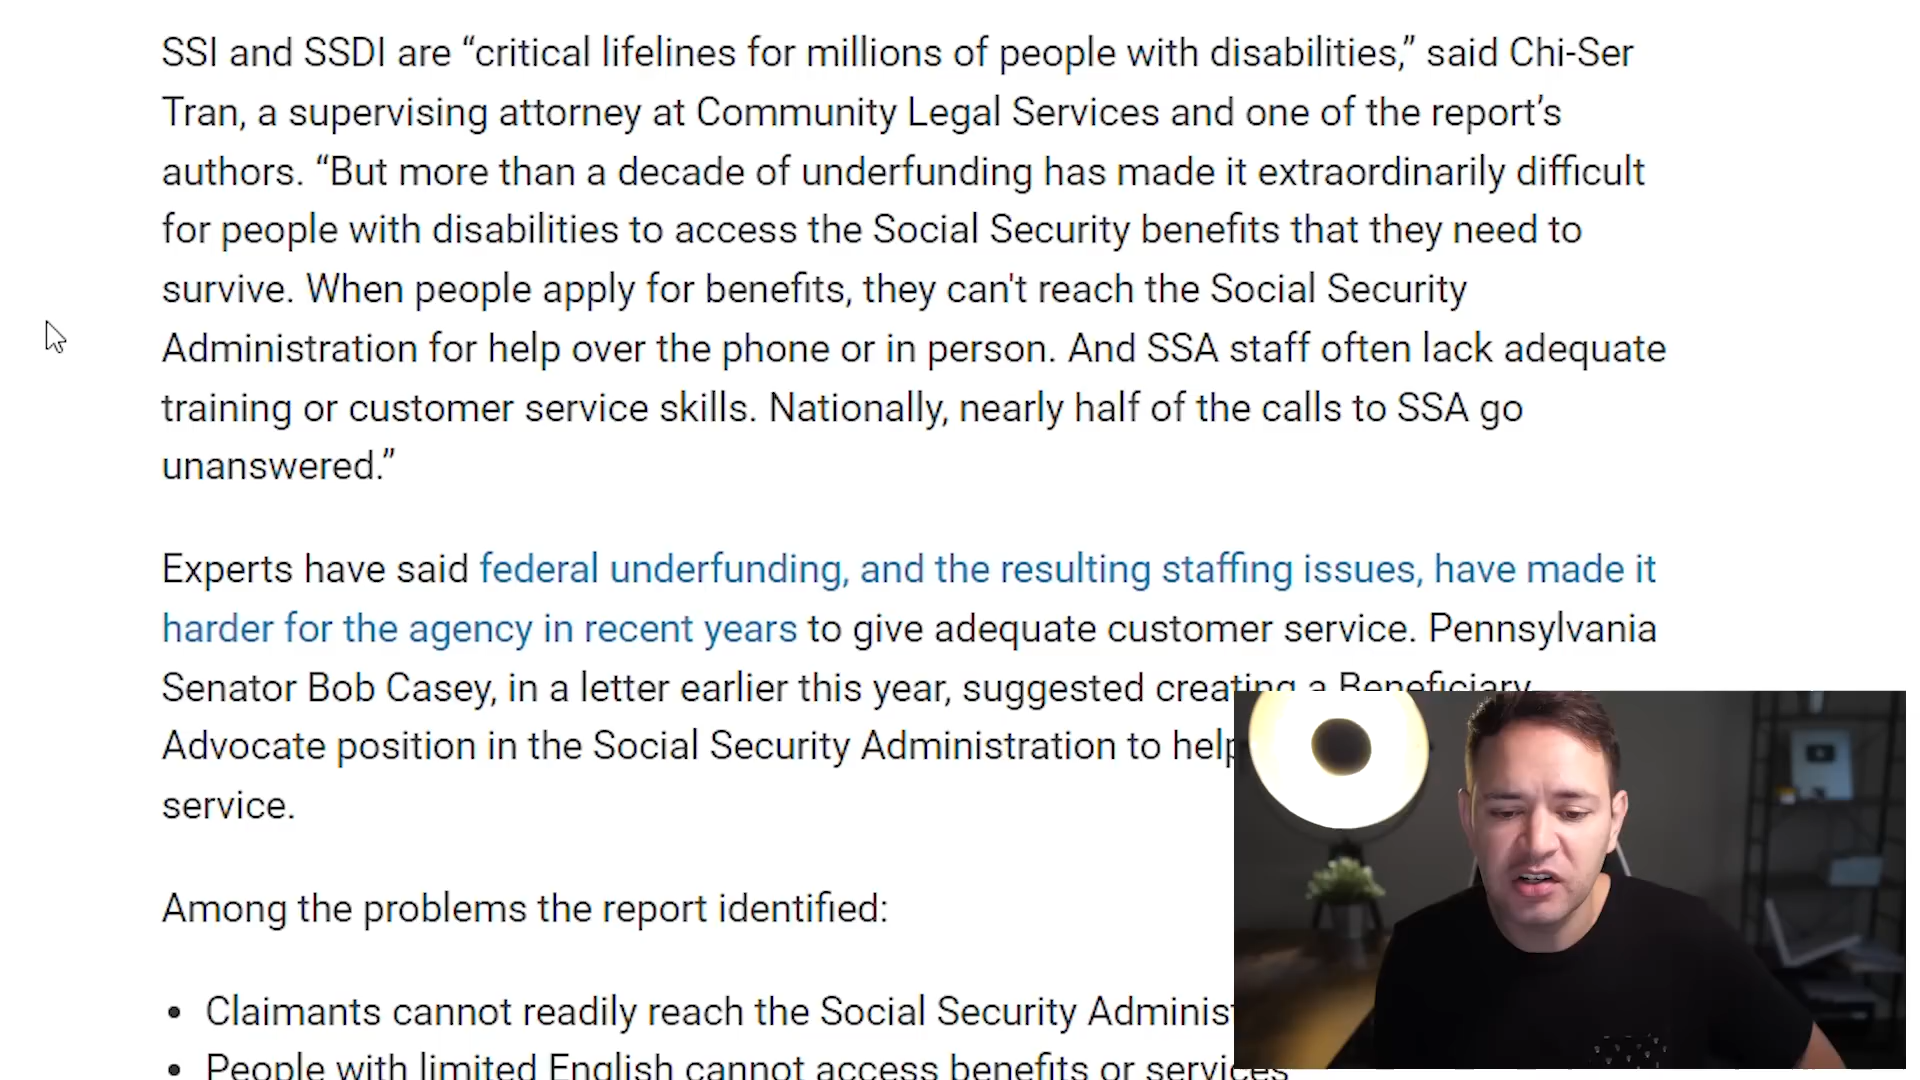 SSI and SSDI are “critical lifelines for millions of people with disabilities,” said Chi-Ser
Tran, a supervising attorney at Community Legal Services and one of the report’s
authors. “But more than a decade of underfunding has made it extraordinarily difficult
for people with disabilities to access the Social Security benefits that they need to
survive. When people apply for benefits, they can't reach the Social Security
Administration for help over the phone or in person. And SSA staff often lack adequate
training or customer service skills. Nationally, nearly half of the calls to SSA go
unanswered.”
Experts have said federal underfunding, and the resulting staffing issues, have made it
harder for the agency in recent years to give adequate customer service. Pennsylvania
Senator Bob Casey, in a letter earlier this year, suggested creating a Beneficiary
Advocate position in the Social Security Administration to help
service.
Among the problems the report identified:
• Claimants cannot readily reach the Social Security
• People with limited English cannot access benefits or services